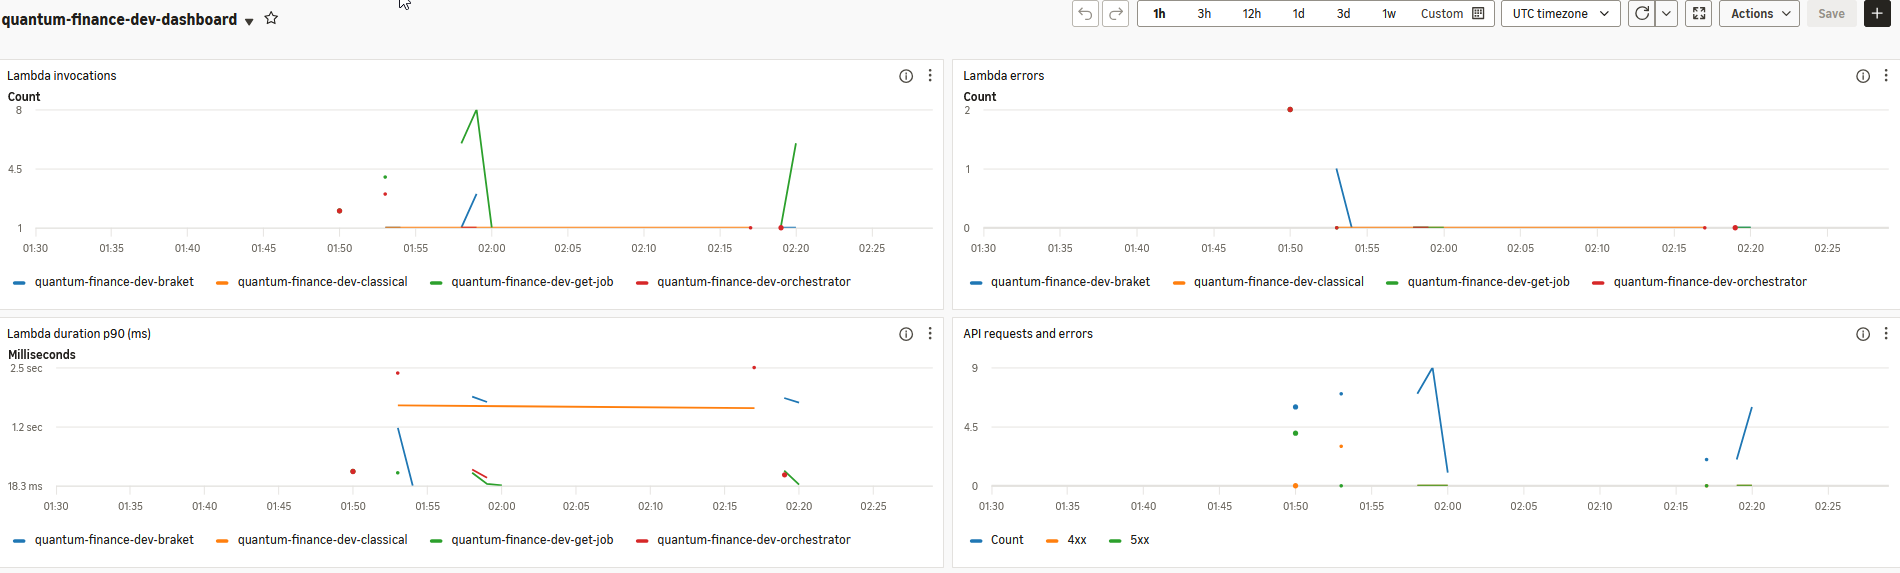 quantum-finance-dev-dashboard
1h 3h 12h 1d 3d 1w Custom UTC timezone Actions Save +
Lambda invocations
Count
8
4.5
1
01:30 01:35 01:40 01:45 01:50 01:55 02:00 02:05 02:10 02:15 02:20 02:25
quantum-finance-dev-braket quantum-finance-dev-classical quantum-finance-dev-get-job quantum-finance-dev-orchestrator
Lambda errors
Count
2
1
0
01:30 01:35 01:40 01:45 01:50 01:55 02:00 02:05 02:10 02:15 02:20 02:25
quantum-finance-dev-braket quantum-finance-dev-classical quantum-finance-dev-get-job quantum-finance-dev-orchestrator
Lambda duration p90 (ms)
Milliseconds
2.5 sec
1.2 sec
18.3 ms
01:30 01:35 01:40 01:45 01:50 01:55 02:00 02:05 02:10 02:15 02:20 02:25
quantum-finance-dev-braket quantum-finance-dev-classical quantum-finance-dev-get-job quantum-finance-dev-orchestrator
API requests and errors
9
4.5
0
01:30 01:35 01:40 01:45 01:50 01:55 02:00 02:05 02:10 02:15 02:20 02:25
Count 4xx 5xx